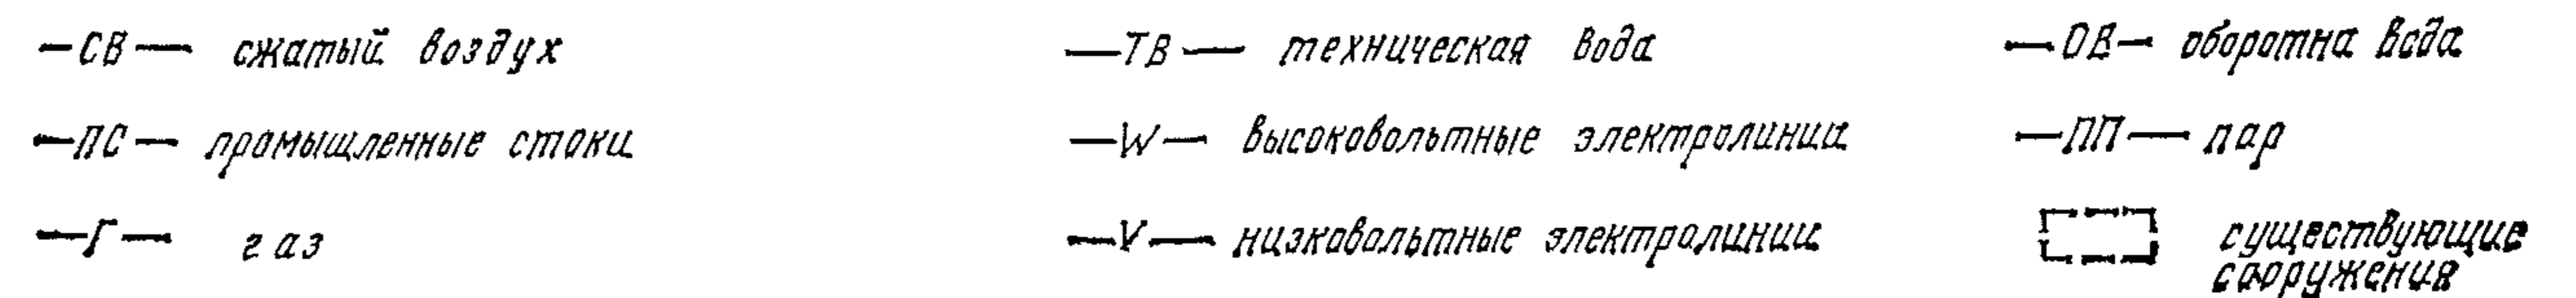 СВ сжатый воздух
ТВ техническая вода
ОВ оборотна вода
ПС промышленные стоки
W высоковольтные электролинии
ПП пар
Г газ
V низковольтные электролинии
существующие
сооружения